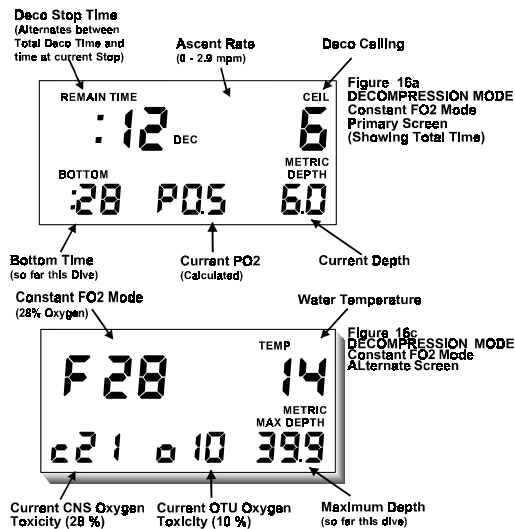 Deco Stop Time
(Alternates between
Total Deco Time and
time at current Stop)
Ascent Rate
(0 - 2.9 mpm)
Deco Ceiling
Figure 16a
DECOMPRESSION MODE
Constant FO2 Mode
Primary Screen
(Showing Total Time)
REMAIN TIME
CEIL
:12 DEC
6
METRIC
BOTTOM
DEPTH
:28
PO.5
6.0
Bottom Time
(so far this Dive)
Current PO2
(Calculated)
Current Depth
Constant FO2 Mode
(28% Oxygen)
Water Temperature
Figure 16c
DECOMPRESSION MODE
Constant FO2 Mode
ALternate Screen
TEMP
F28
14
METRIC
MAX DEPTH
c21
o10
39.9
Current CNS Oxygen
Toxicity (28 %)
Current OTU Oxygen
Toxicity (10 %)
Maximum Depth
(so far this dive)